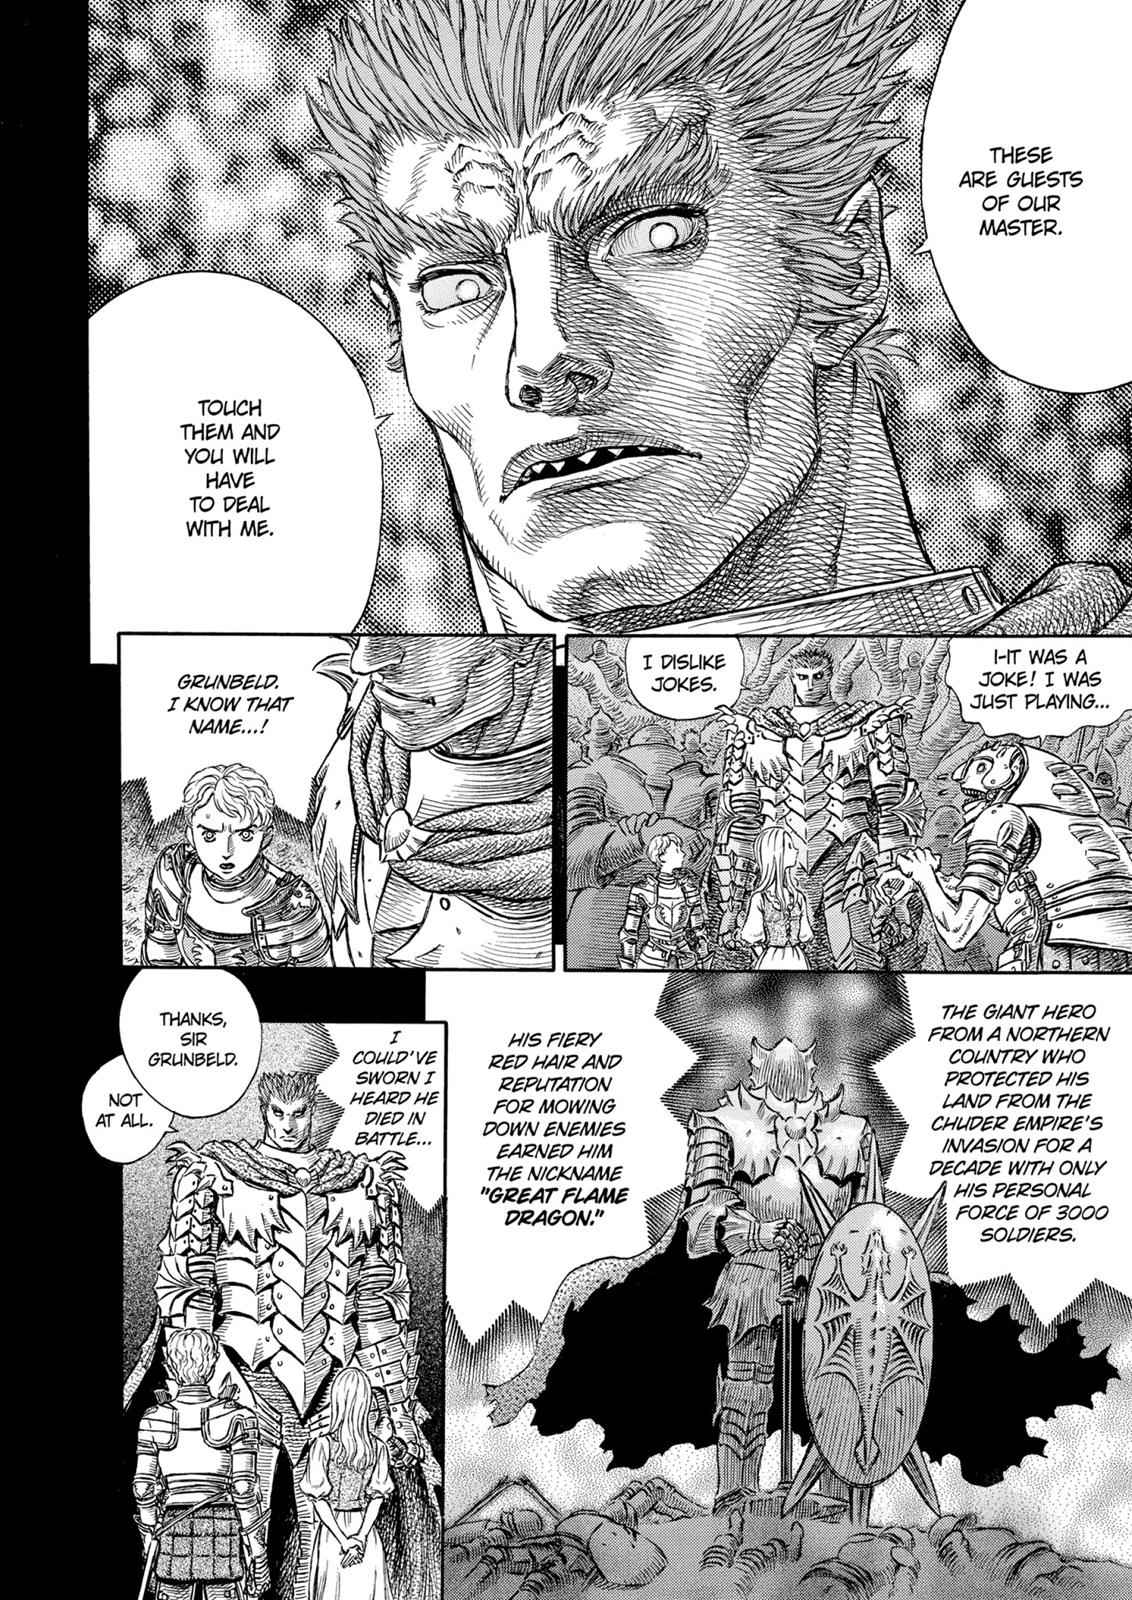 THESE
ARE GUESTS
OF OUR
MASTER.
TOUCH
THEM AND
YOU WILL
HAVE
TO DEAL
WITH ME.
I-IT WAS A
JOKE! I WAS
JUST PLAYING...
I DISLIKE
JOKES.
GRUNBELD.
I KNOW THAT
NAME...!
THE GIANT HERO
FROM A NORTHERN
COUNTRY WHO
PROTECTED HIS
LAND FROM THE
CHUDER EMPIRE'S
INVASION FOR A
DECADE WITH ONLY
HIS PERSONAL
FORCE OF 3000
SOLDIERS.
HIS FIERY
RED HAIR AND
REPUTATION
FOR MOWING
DOWN ENEMIES
EARNED HIM
THE NICKNAME
"GREAT FLAME
DRAGON."
I
COULD'VE
SWORN I
HEARD HE
DIED IN
BATTLE...
THANKS,
SIR
GRUNBELD.
NOT
AT ALL.